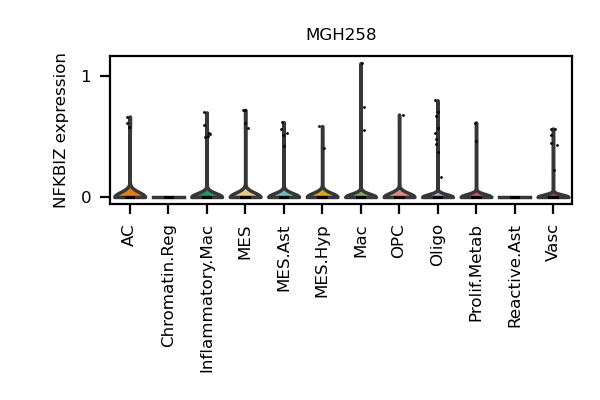 MGH258
NFKBIZ expression
1
0
AC
Chromatin.Reg
Inflammatory.Mac
MES
MES.Ast
MES.Hyp
Mac
OPC
Oligo
Prolif.Metab
Reactive.Ast
Vasc